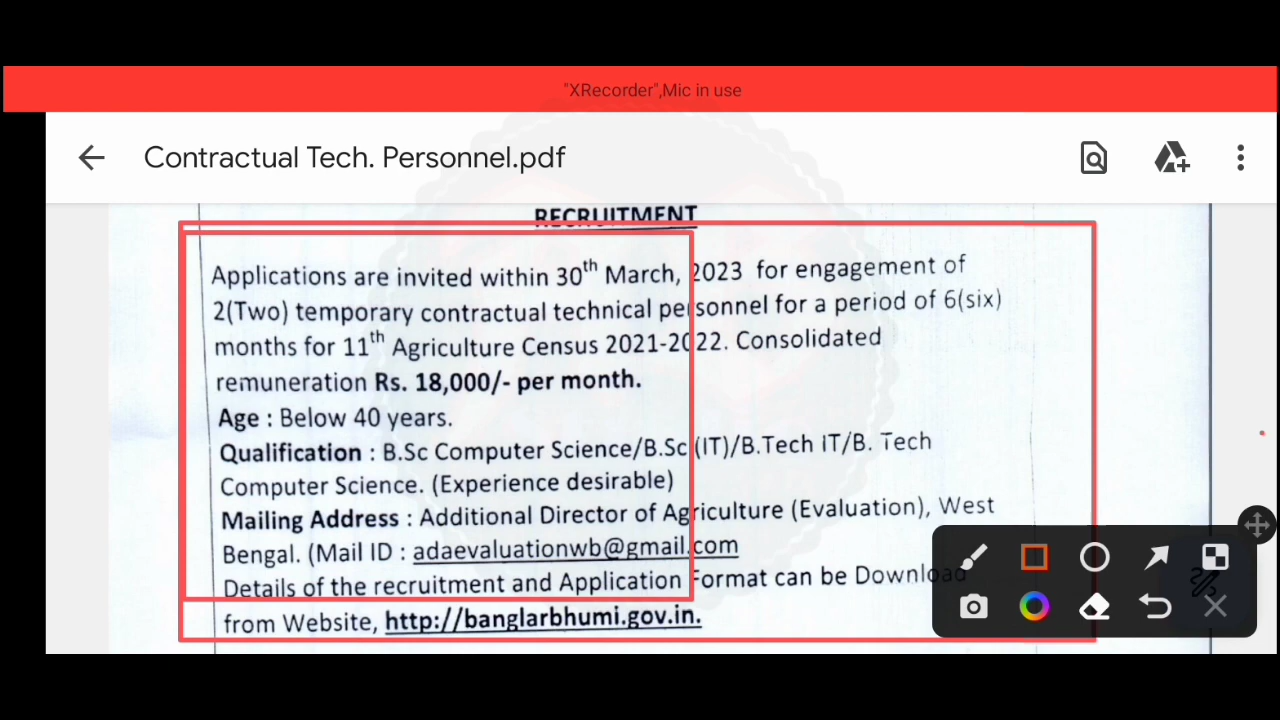 "XRecorder",Mic in use
Contractual Tech. Personnel.pdf
RECRUITMENT
Applications are invited within 30th March, 2023 for engagement of
2(Two) temporary contractual technical personnel for a period of 6(six)
months for 11th Agriculture Census 2021-2022. Consolidated
remuneration Rs. 18,000/- per month.
Age : Below 40 years.
Qualification : B.Sc Computer Science/B.Sc (IT)/B.Tech IT/B. Tech
Computer Science. (Experience desirable)
Mailing Address : Additional Director of Agriculture (Evaluation), West
Bengal. (Mail ID : adaevaluationwb@gmail.com
Details of the recruitment and Application Format can be Download
from Website, http://banglarbhumi.gov.in.